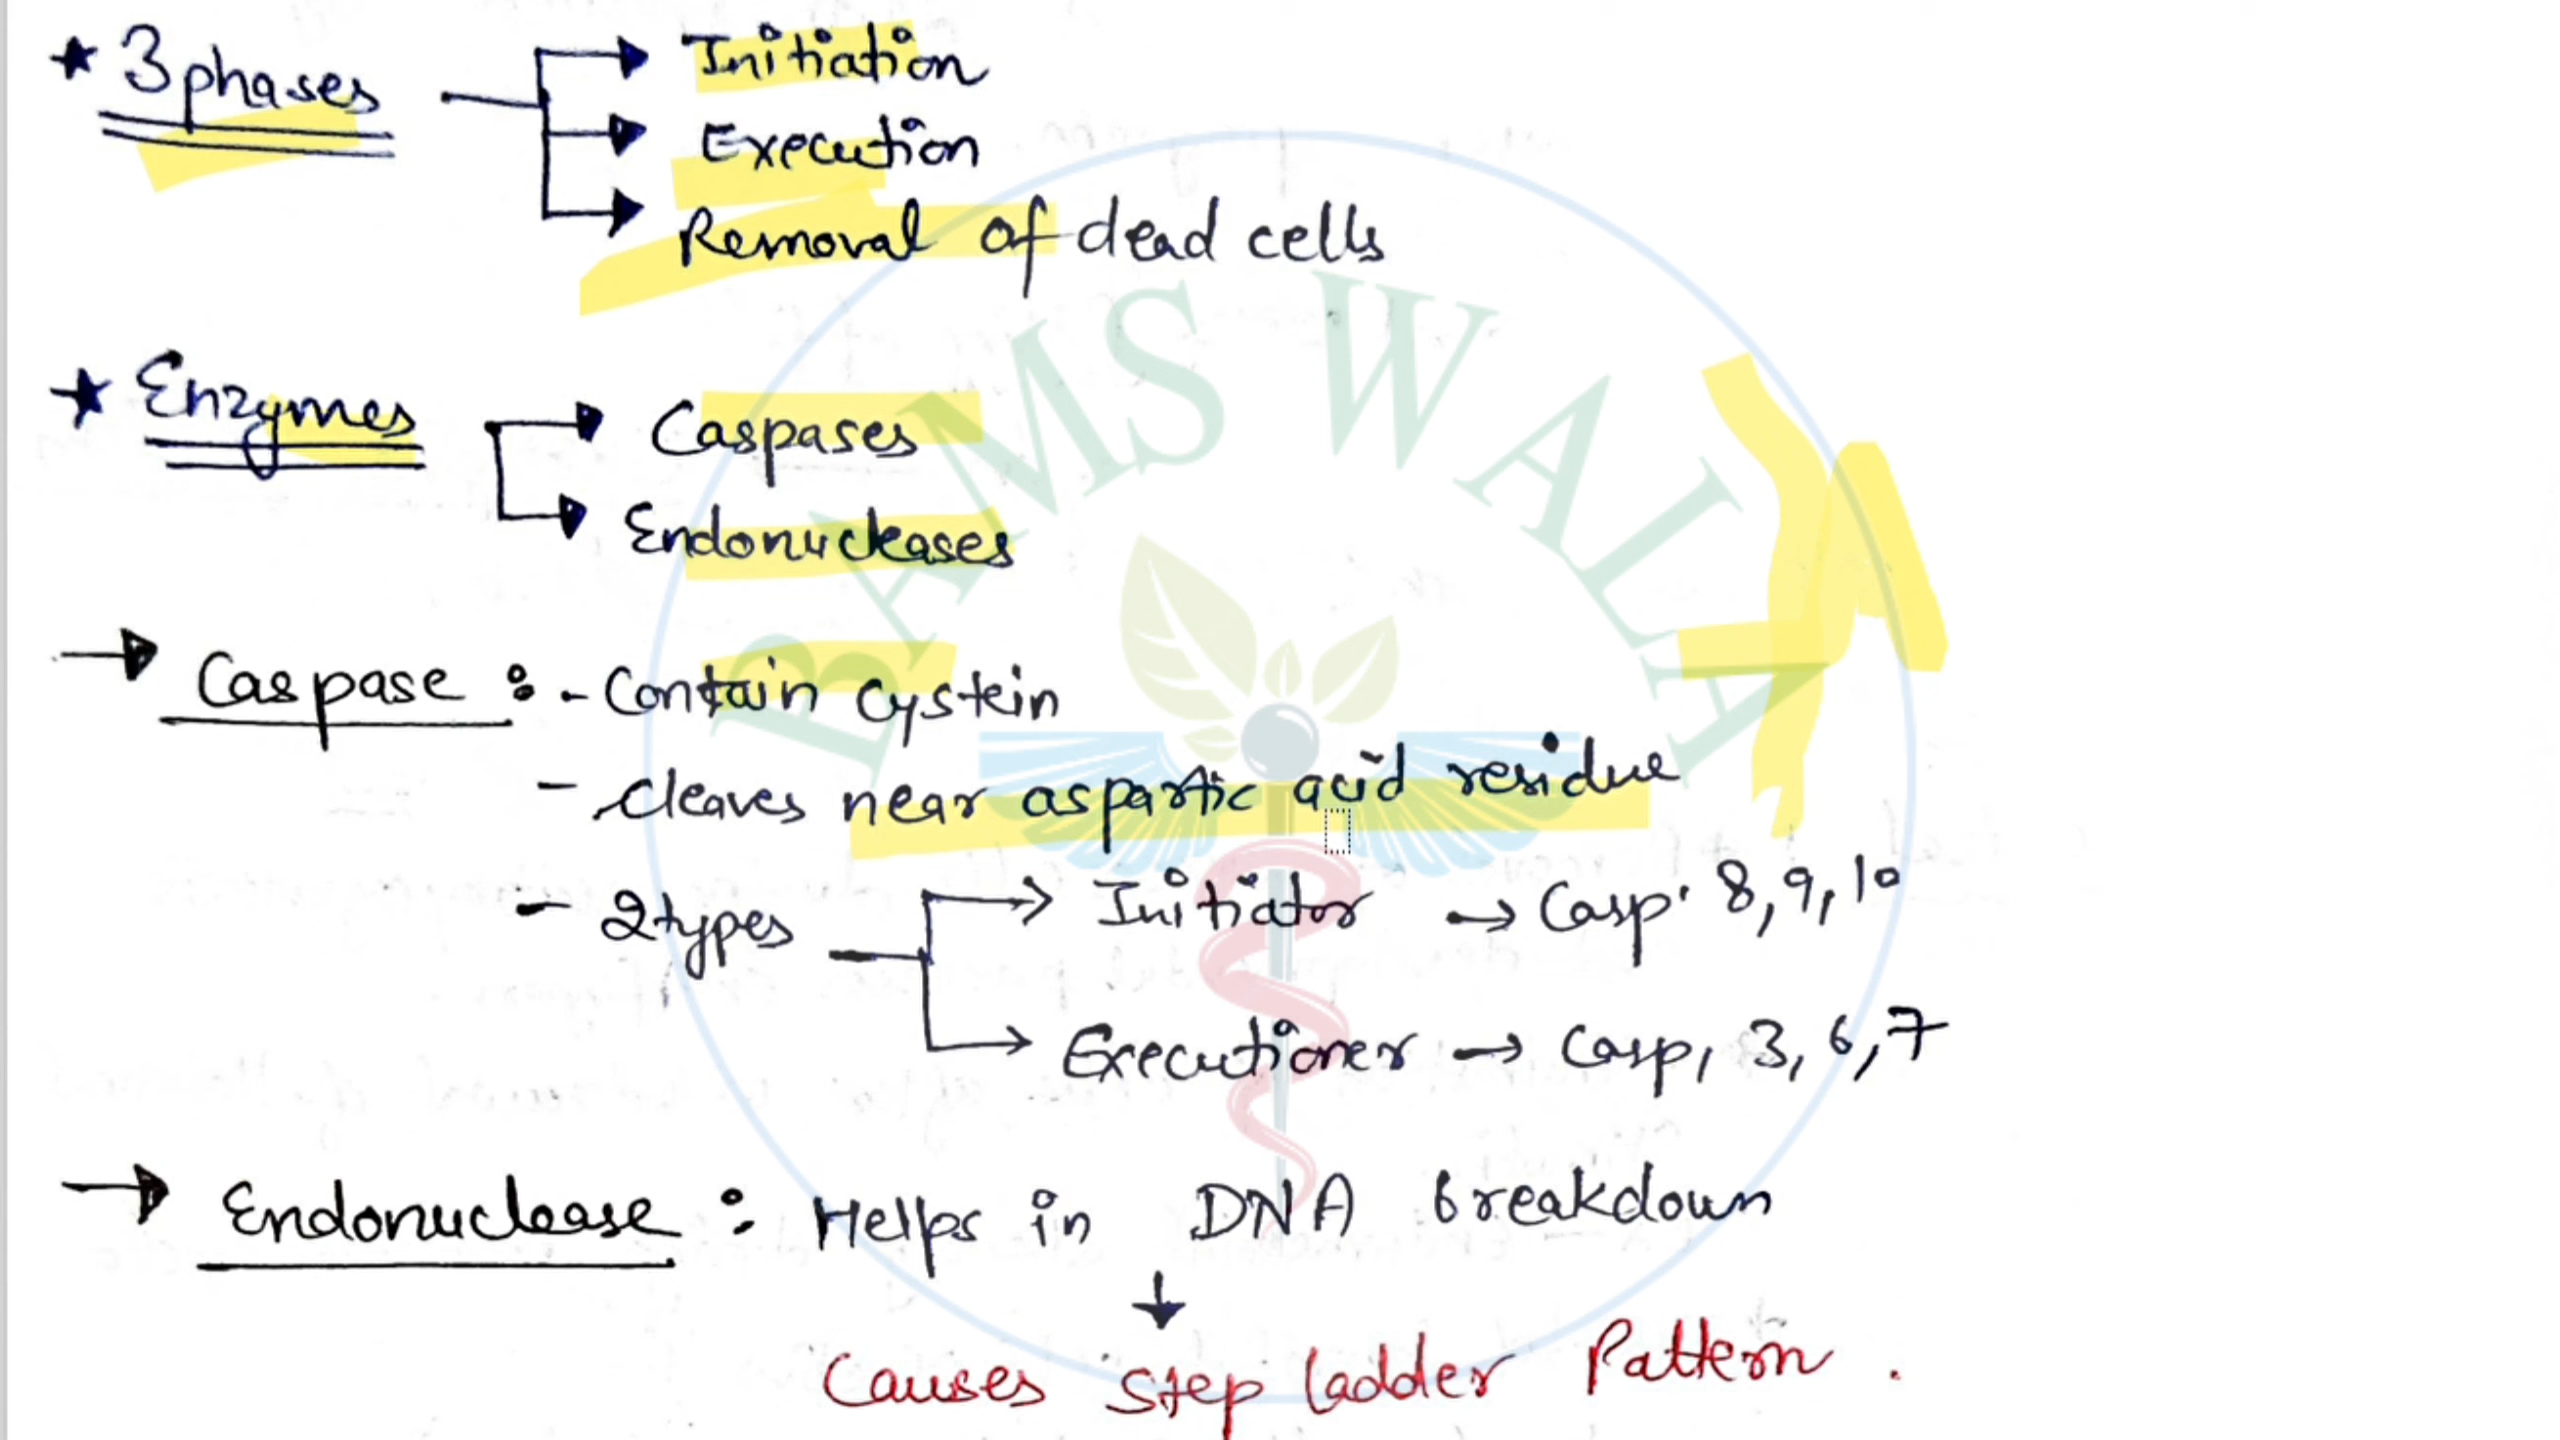 ★ 3 phases → Initiation
→ Execution
→ Removal of dead cells
★ Enzymes → Caspases
→ Endonucleases
BAMS WALA
→ Caspase : - Contain Cystein
- cleaves near aspartic acid residue
- 2 types → Initiator → Casp. 8, 9, 10
→ Executioner → Casp, 3, 6, 7
→ Endonuclease : Helps in DNA breakdown
↓
Causes step ladder Pattern .